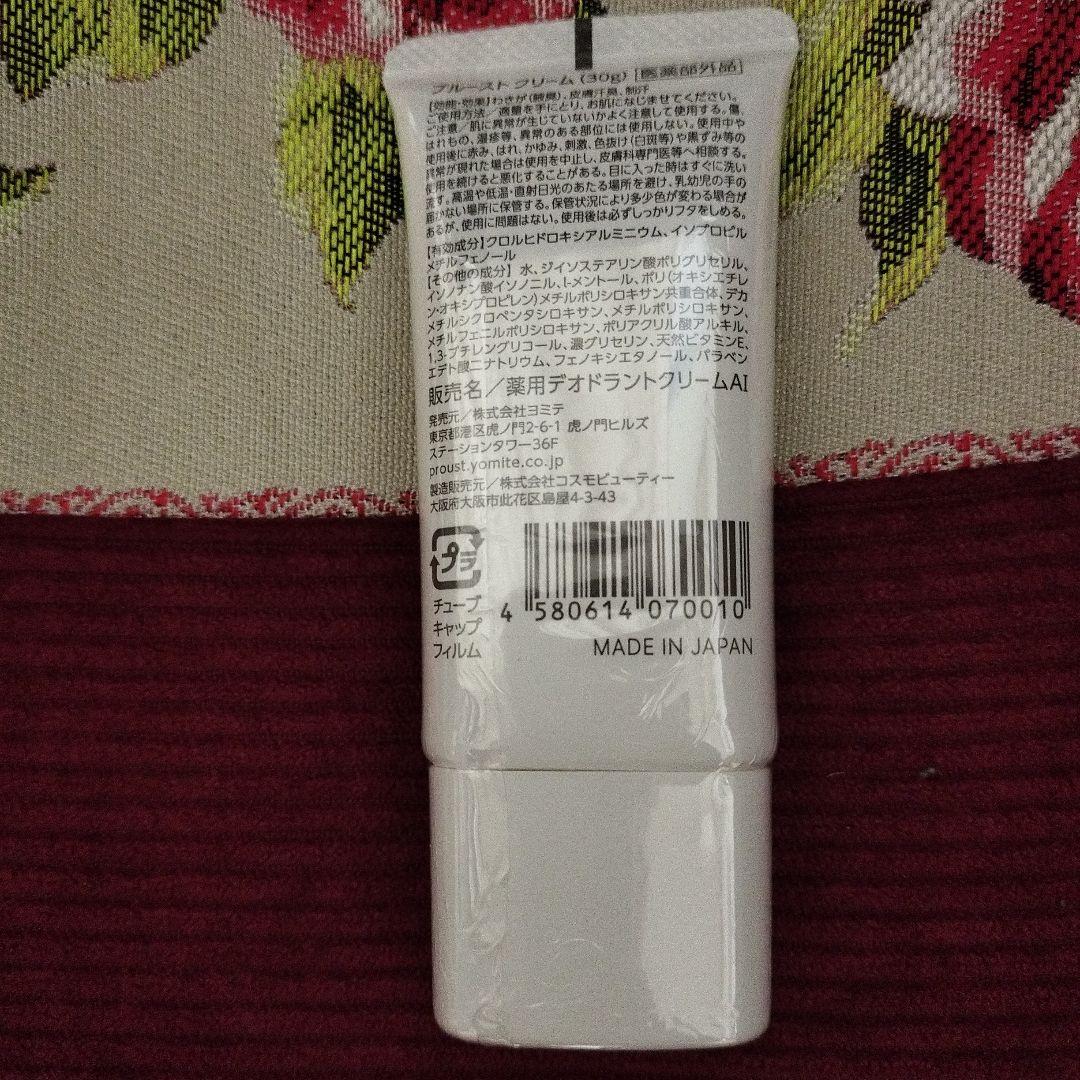 プルースト クリーム (30g) 医薬部外品
【効能・効果】わきが(腋臭)、皮膚汗臭、制汗
ご使用方法／適量を手にとり、お肌になじませてください。
ご注意／肌に異常が生じていないかよく注意して使用する。傷、
はれもの、湿疹等、異常のある部位には使用しない。使用中や
使用後に赤み、はれ、かゆみ、刺激、色抜け(白斑等)や黒ずみ等の
異常が現れた場合は使用を中止し、皮膚科専門医等へ相談する。
使用を続けると悪化することがある。目に入った時はすぐに洗い
流す。高温や低温・直射日光のあたる場所を避け、乳幼児の手の
届かない場所に保管する。保管状況により多少色が変わる場合が
あるが、使用に問題はない。使用後は必ずしっかりフタをしめる。
【有効成分】クロルヒドロキシアルミニウム、イソプロピル
メチルフェノール
【その他の成分】水、ジイソステアリン酸ポリグリセリル、
イソノナン酸イソノニル、l-メントール、ポリ(オキシエチレ
ン・オキシプロピレン)メチルポリシロキサン共重合体、デカ
メチルシクロペンタシロキサン、メチルポリシロキサン、
メチルフェニルポリシロキサン、ポリアクリル酸アルキル、
1,3-ブチレングリコール、濃グリセリン、天然ビタミンE、
エデト酸二ナトリウム、フェノキシエタノール、パラベン
販売名／薬用デオドラントクリームAI
発売元／株式会社ヨミテ
東京都港区虎ノ門2-6-1 虎ノ門ヒルズ
ステーションタワー36F
proust.yomite.co.jp
製造販売元／株式会社コスモビューティー
大阪府大阪市此花区島屋4-3-43
プラ
チューブ
キャップ
フィルム
4 580614 070010
MADE IN JAPAN